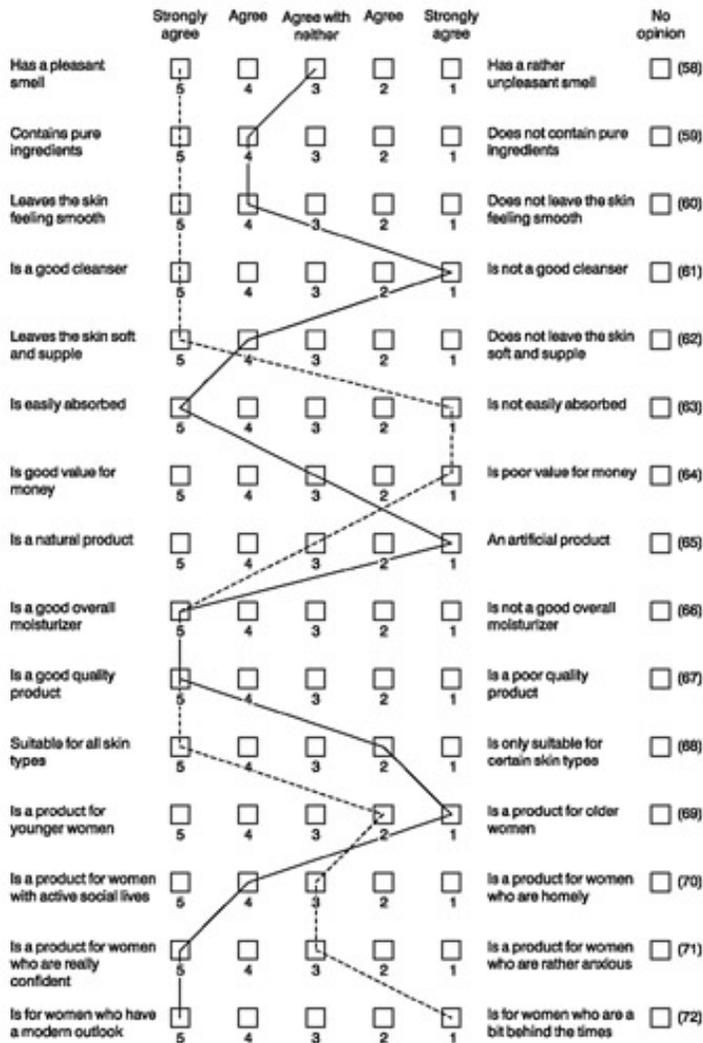 Strongly agree Agree Agree with neither Agree Strongly agree No opinion
Has a pleasant smell 5 4 3 2 1 Has a rather unpleasant smell (58)
Contains pure ingredients 5 4 3 2 1 Does not contain pure ingredients (59)
Leaves the skin feeling smooth 5 4 3 2 1 Does not leave the skin feeling smooth (60)
Is a good cleanser 5 4 3 2 1 Is not a good cleanser (61)
Leaves the skin soft and supple 5 4 3 2 1 Does not leave the skin soft and supple (62)
Is easily absorbed 5 4 3 2 1 Is not easily absorbed (63)
Is good value for money 5 4 3 2 1 Is poor value for money (64)
Is a natural product 5 4 3 2 1 An artificial product (65)
Is a good overall moisturizer 5 4 3 2 1 Is not a good overall moisturizer (66)
Is a good quality product 5 4 3 2 1 Is a poor quality product (67)
Suitable for all skin types 5 4 3 2 1 Is only suitable for certain skin types (68)
Is a product for younger women 5 4 3 2 1 Is a product for older women (69)
Is a product for women with active social lives 5 4 3 2 1 Is a product for women who are homely (70)
Is a product for women who are really confident 5 4 3 2 1 Is a product for women who are rather anxious (71)
Is for women who have a modern outlook 5 4 3 2 1 Is for women who are a bit behind the times (72)